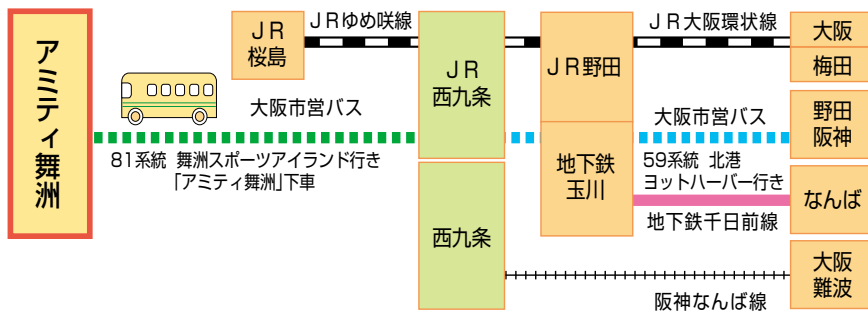 アミティ舞洲
ＪＲ
桜島
ＪＲゆめ咲線
大阪市営バス
81系統 舞洲スポーツアイランド行き
「アミティ舞洲」下車
ＪＲ
西九条
西九条
ＪＲ野田
地下鉄
玉川
ＪＲ大阪環状線
大阪市営バス
59系統 北港
ヨットハーバー行き
地下鉄千日前線
阪神なんば線
大阪
梅田
野田
阪神
なんば
大阪
難波